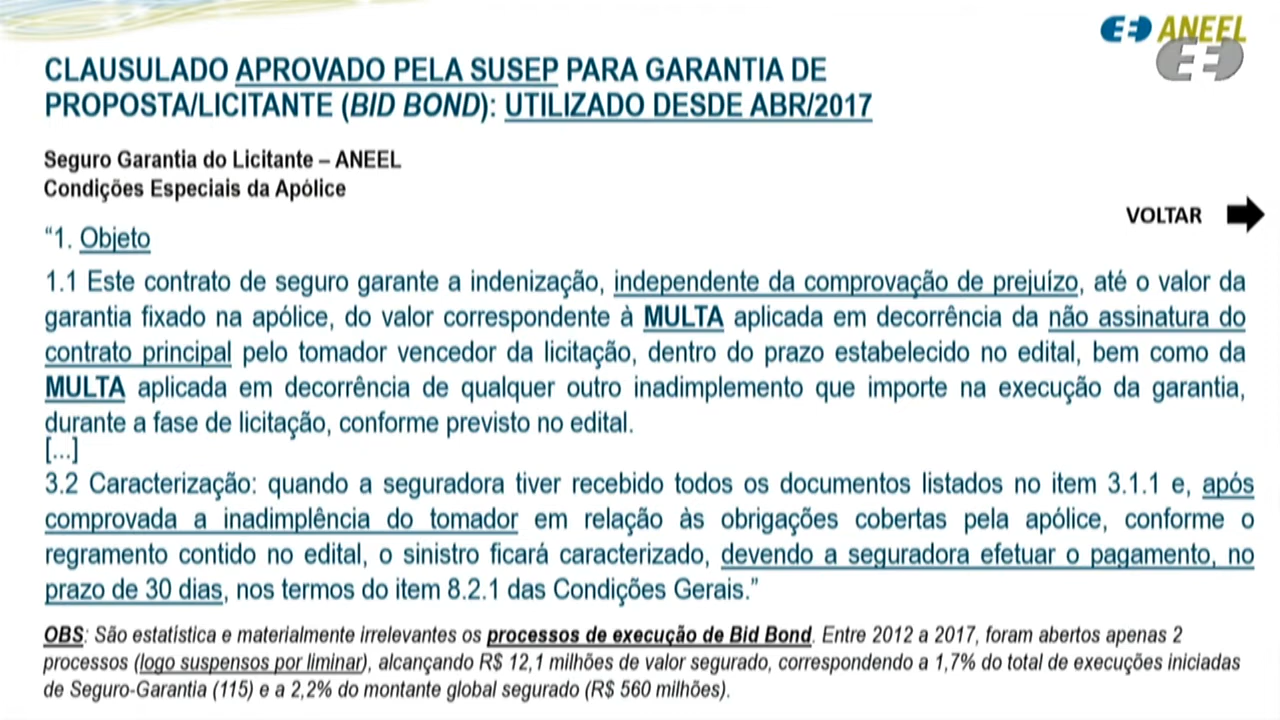 ANEEL
CLAUSULADO APROVADO PELA SUSEP PARA GARANTIA DE
PROPOSTA/LICITANTE (BID BOND): UTILIZADO DESDE ABR/2017
Seguro Garantia do Licitante – ANEEL
Condições Especiais da Apólice
VOLTAR
“1. Objeto
1.1 Este contrato de seguro garante a indenização, independente da comprovação de prejuízo, até o valor da
garantia fixado na apólice, do valor correspondente à MULTA aplicada em decorrência da não assinatura do
contrato principal pelo tomador vencedor da licitação, dentro do prazo estabelecido no edital, bem como da
MULTA aplicada em decorrência de qualquer outro inadimplemento que importe na execução da garantia,
durante a fase de licitação, conforme previsto no edital.
[...]
3.2 Caracterização: quando a seguradora tiver recebido todos os documentos listados no item 3.1.1 e, após
comprovada a inadimplência do tomador em relação às obrigações cobertas pela apólice, conforme o
regramento contido no edital, o sinistro ficará caracterizado, devendo a seguradora efetuar o pagamento, no
prazo de 30 dias, nos termos do item 8.2.1 das Condições Gerais.”
OBS: São estatística e materialmente irrelevantes os processos de execução de Bid Bond. Entre 2012 a 2017, foram abertos apenas 2
processos (logo suspensos por liminar), alcançando R$ 12,1 milhões de valor segurado, correspondendo a 1,7% do total de execuções iniciadas
de Seguro-Garantia (115) e a 2,2% do montante global segurado (R$ 560 milhões).